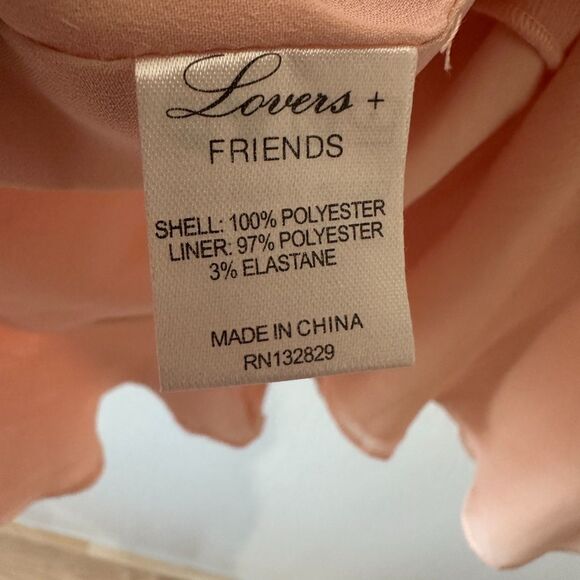 Lovers +
FRIENDS
SHELL: 100% POLYESTER
LINER: 97% POLYESTER
3% ELASTANE
MADE IN CHINA
RN132829